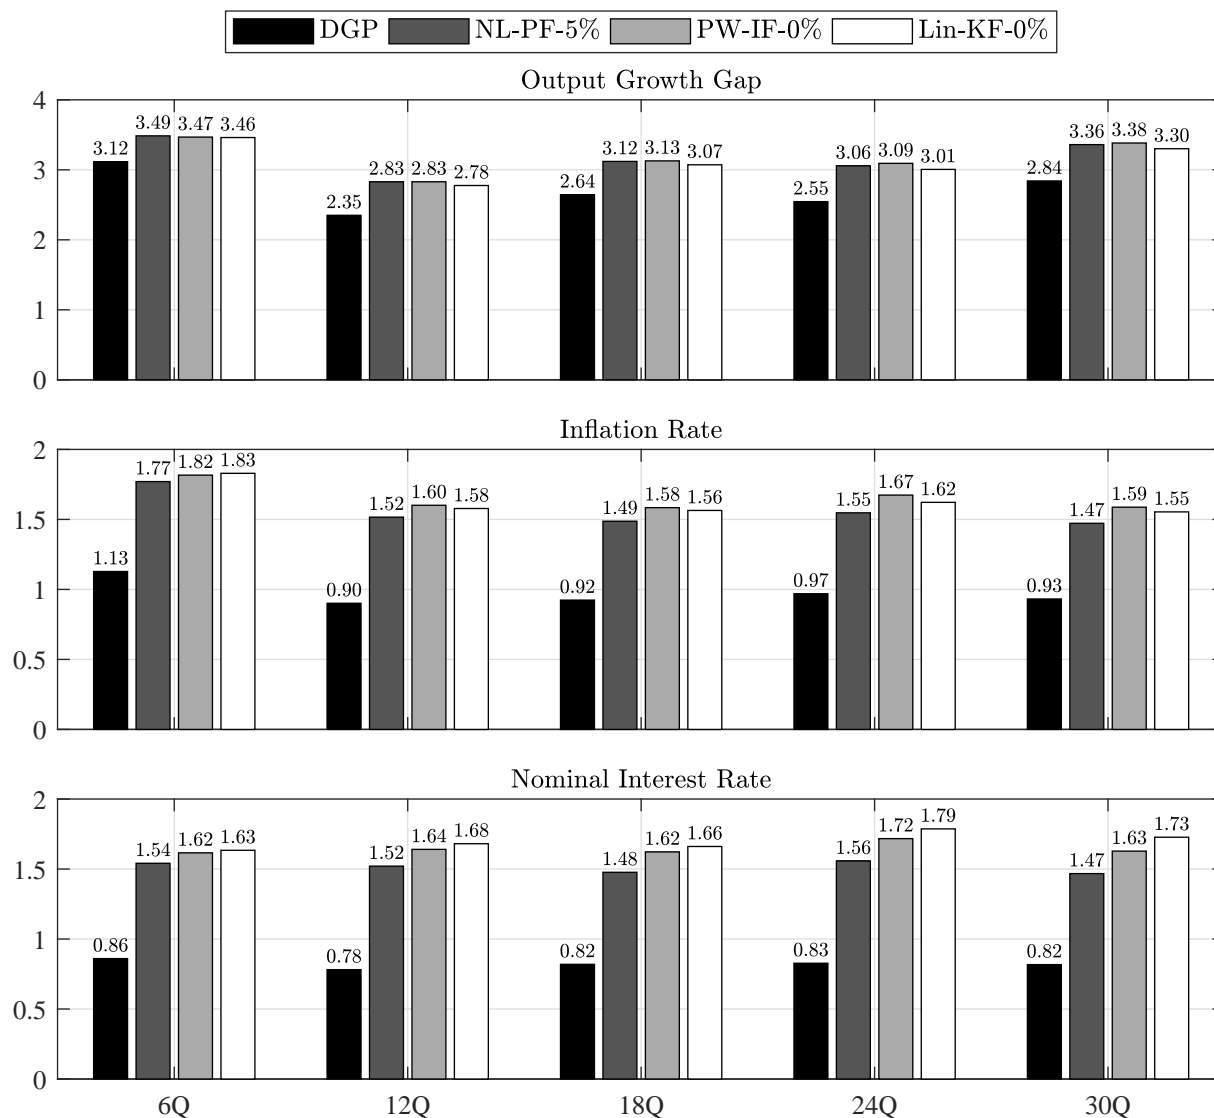 DGP NL-PF-5% PW-IF-0% Lin-KF-0%
Output Growth Gap
4
3
2
1
0
3.12 3.49 3.47 3.46
2.35 2.83 2.83 2.78
2.64 3.12 3.13 3.07
2.55 3.06 3.09 3.01
2.84 3.36 3.38 3.30
Inflation Rate
2
1.5
1
0.5
0
1.13 1.77 1.82 1.83
0.90 1.52 1.60 1.58
0.92 1.49 1.58 1.56
0.97 1.55 1.67 1.62
0.93 1.47 1.59 1.55
Nominal Interest Rate
2
1.5
1
0.5
0
0.86 1.54 1.62 1.63
0.78 1.52 1.64 1.68
0.82 1.48 1.62 1.66
0.83 1.56 1.72 1.79
0.82 1.47 1.63 1.73
6Q 12Q 18Q 24Q 30Q